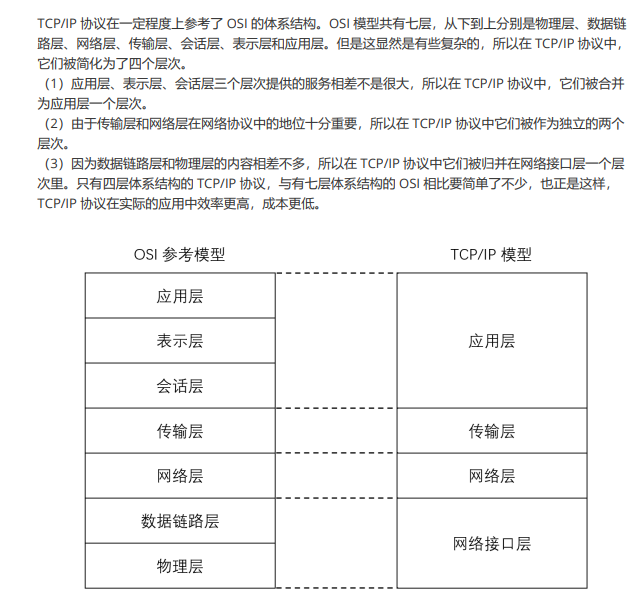 TCP/IP 协议在一定程度上参考了 OSI 的体系结构。OSI 模型共有七层，从下到上分别是物理层、数据链
路层、网络层、传输层、会话层、表示层和应用层。但是这显然是有些复杂的，所以在 TCP/IP 协议中，
它们被简化为了四个层次。
（1）应用层、表示层、会话层三个层次提供的服务相差不是很大，所以在 TCP/IP 协议中，它们被合并
为应用层一个层次。
（2）由于传输层和网络层在网络协议中的地位十分重要，所以在 TCP/IP 协议中它们被作为独立的两个
层次。
（3）因为数据链路层和物理层的内容相差不多，所以在 TCP/IP 协议中它们被归并在网络接口层一个层
次里。只有四层体系结构的 TCP/IP 协议，与有七层体系结构的 OSI 相比要简单了不少，也正是这样，
TCP/IP 协议在实际的应用中效率更高，成本更低。
OSI 参考模型
应用层
表示层
会话层
传输层
网络层
数据链路层
物理层
TCP/IP 模型
应用层
传输层
网络层
网络接口层